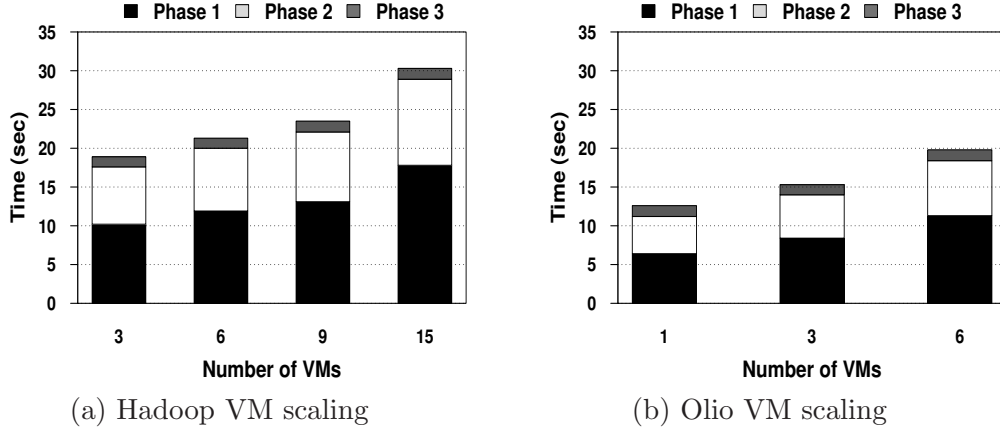 Phase 1 Phase 2 Phase 3
35
30
25
20
15
10
5
0
Time (sec)
3 6 9 15
Number of VMs
(a) Hadoop VM scaling
Phase 1 Phase 2 Phase 3
35
30
25
20
15
10
5
0
Time (sec)
1 3 6
Number of VMs
(b) Olio VM scaling